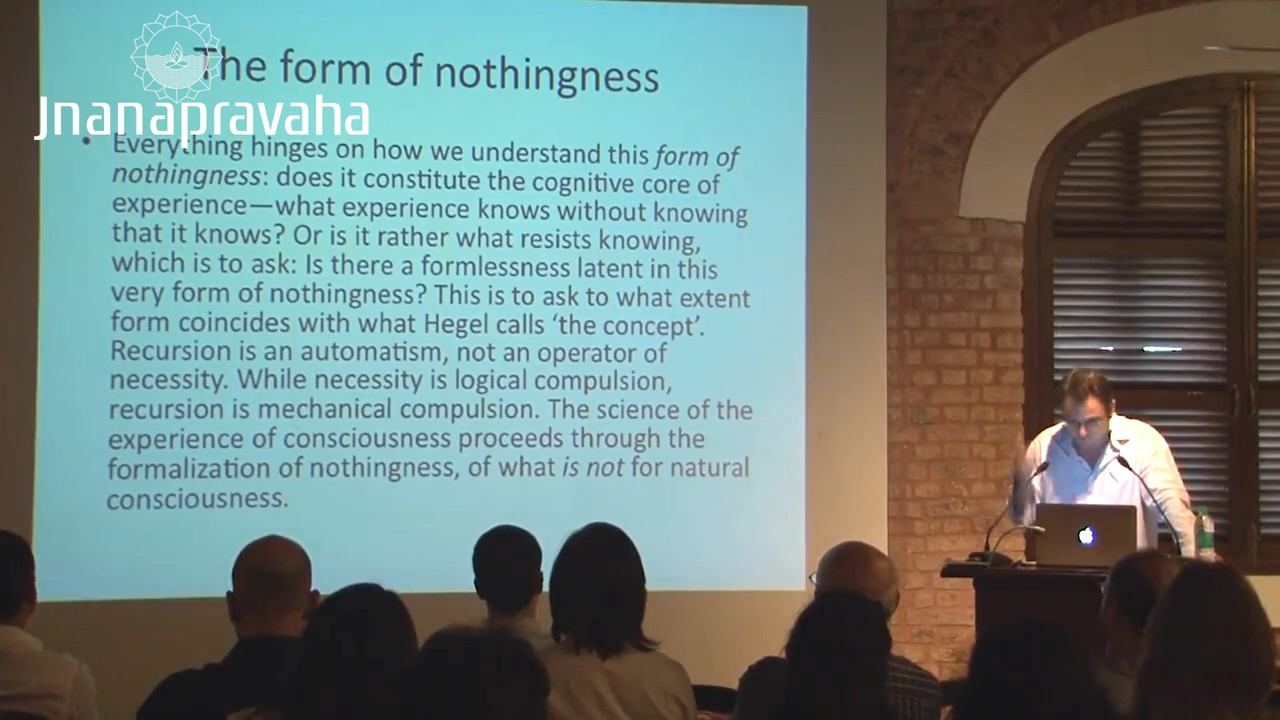 The form of nothingness
Jnanapravaha
• Everything hinges on how we understand this form of
nothingness: does it constitute the cognitive core of
experience—what experience knows without knowing
that it knows? Or is it rather what resists knowing,
which is to ask: Is there a formlessness latent in this
very form of nothingness? This is to ask to what extent
form coincides with what Hegel calls ‘the concept’.
Recursion is an automatism, not an operator of
necessity. While necessity is logical compulsion,
recursion is mechanical compulsion. The science of the
experience of consciousness proceeds through the
formalization of nothingness, of what is not for natural
consciousness.